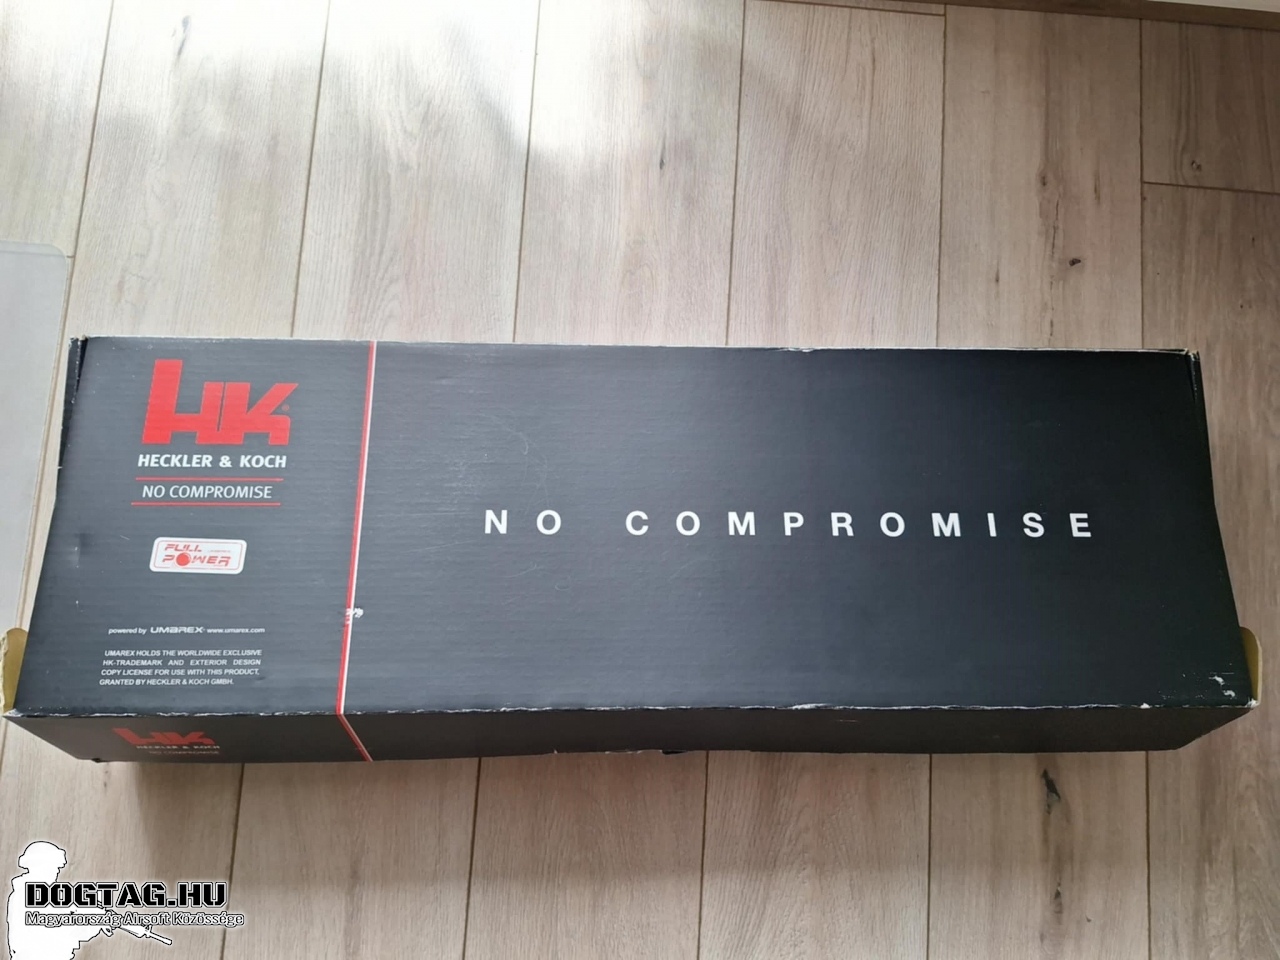 HK
HECKLER & KOCH
NO COMPROMISE
FULL
POWER
NO COMPROMISE
powered by UMAREX® www.umarex.com
UMAREX HOLDS THE WORLDWIDE EXCLUSIVE
HK-TRADEMARK AND EXTERIOR DESIGN
COPY LICENSE FOR USE WITH THIS PRODUCT,
GRANTED BY HECKLER & KOCH GMBH.
HK
HECKLER & KOCH
NO COMPROMISE
DOGTAG.HU
Magyarország Airsoft Közössége